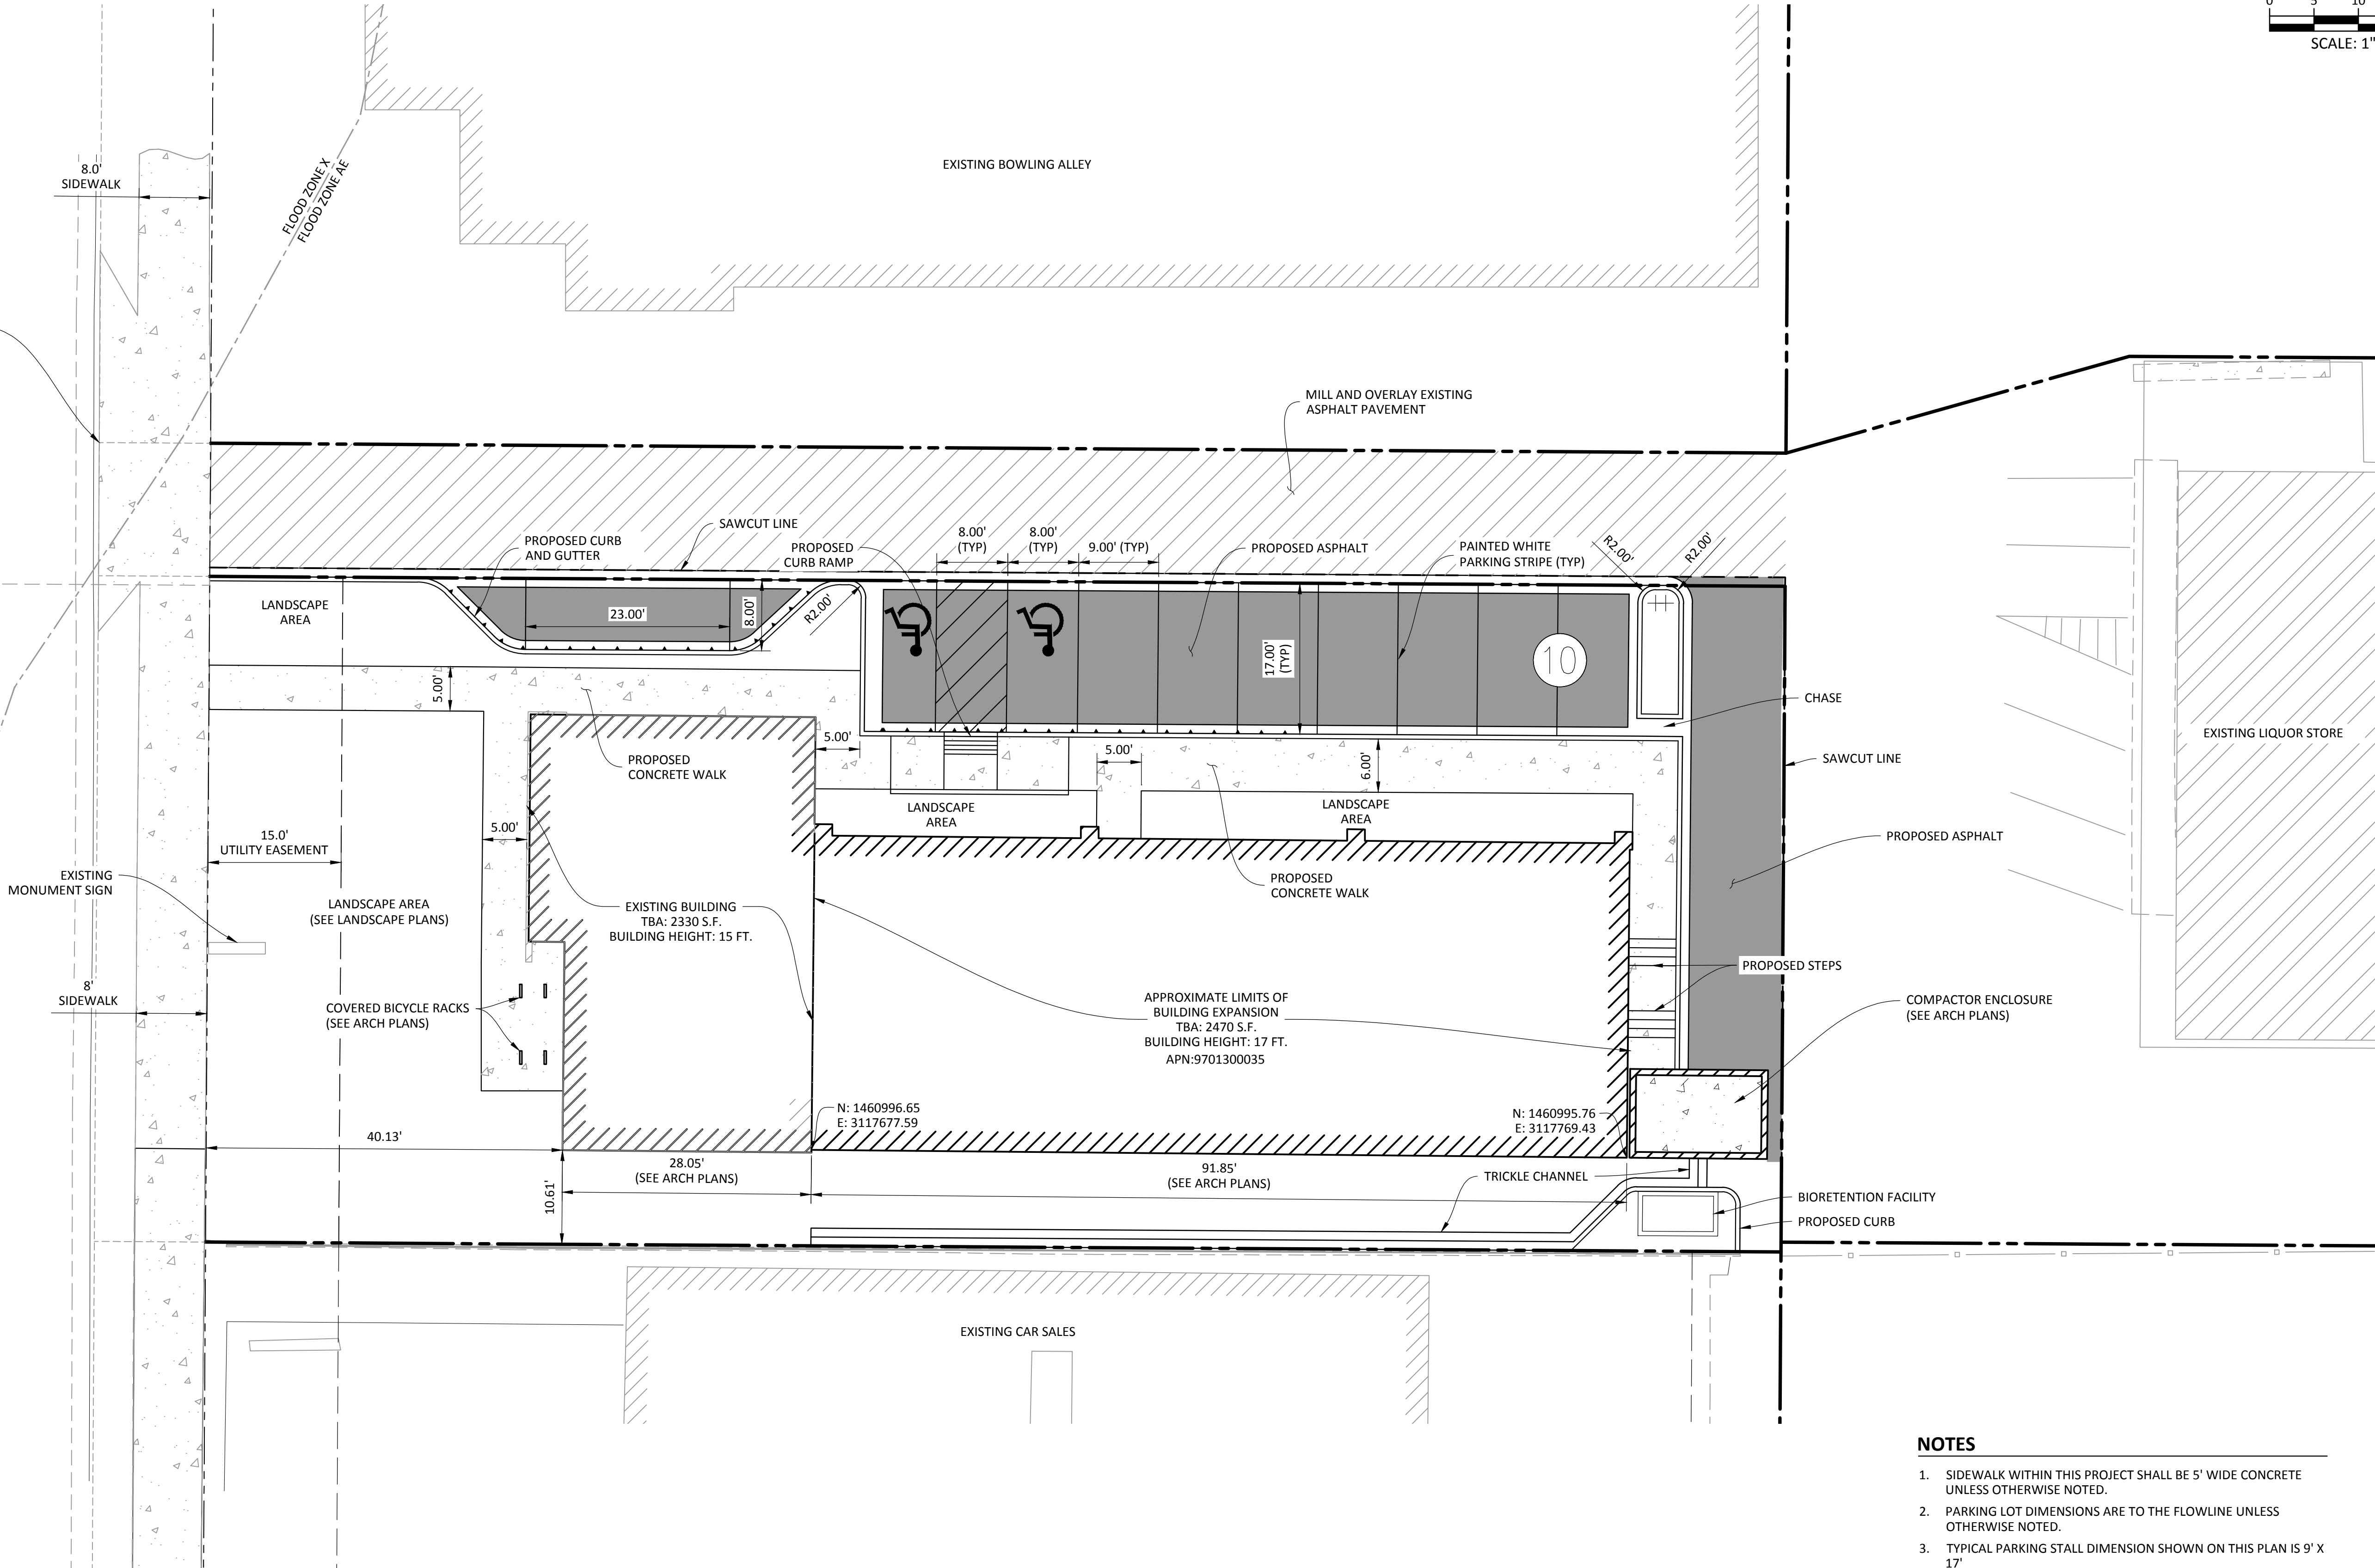 0 5 10
SCALE: 1"
8.0'
SIDEWALK
FLOOD ZONE X
FLOOD ZONE AE
EXISTING BOWLING ALLEY
MILL AND OVERLAY EXISTING
ASPHALT PAVEMENT
SAWCUT LINE
PROPOSED CURB
AND GUTTER
PROPOSED
CURB RAMP
8.00'
(TYP)
8.00'
(TYP)
9.00' (TYP)
PROPOSED ASPHALT
PAINTED WHITE
PARKING STRIPE (TYP)
R2.00'
R2.00'
LANDSCAPE
AREA
23.00'
8.00'
R2.00'
17.00'
(TYP)
10
5.00'
CHASE
EXISTING LIQUOR STORE
PROPOSED
CONCRETE WALK
5.00'
5.00'
6.00'
SAWCUT LINE
LANDSCAPE
AREA
LANDSCAPE
AREA
5.00'
15.0'
UTILITY EASEMENT
PROPOSED ASPHALT
EXISTING
MONUMENT SIGN
PROPOSED
CONCRETE WALK
LANDSCAPE AREA
(SEE LANDSCAPE PLANS)
EXISTING BUILDING
TBA: 2330 S.F.
BUILDING HEIGHT: 15 FT.
PROPOSED STEPS
8'
SIDEWALK
COVERED BICYCLE RACKS
(SEE ARCH PLANS)
APPROXIMATE LIMITS OF
BUILDING EXPANSION
TBA: 2470 S.F.
BUILDING HEIGHT: 17 FT.
APN:9701300035
COMPACTOR ENCLOSURE
(SEE ARCH PLANS)
N: 1460996.65
E: 3117677.59
N: 1460995.76
E: 3117769.43
40.13'
28.05'
(SEE ARCH PLANS)
91.85'
(SEE ARCH PLANS)
TRICKLE CHANNEL
10.61'
BIORETENTION FACILITY
PROPOSED CURB
EXISTING CAR SALES
NOTES
1. SIDEWALK WITHIN THIS PROJECT SHALL BE 5' WIDE CONCRETE
UNLESS OTHERWISE NOTED.
2. PARKING LOT DIMENSIONS ARE TO THE FLOWLINE UNLESS
OTHERWISE NOTED.
3. TYPICAL PARKING STALL DIMENSION SHOWN ON THIS PLAN IS 9' X
17'